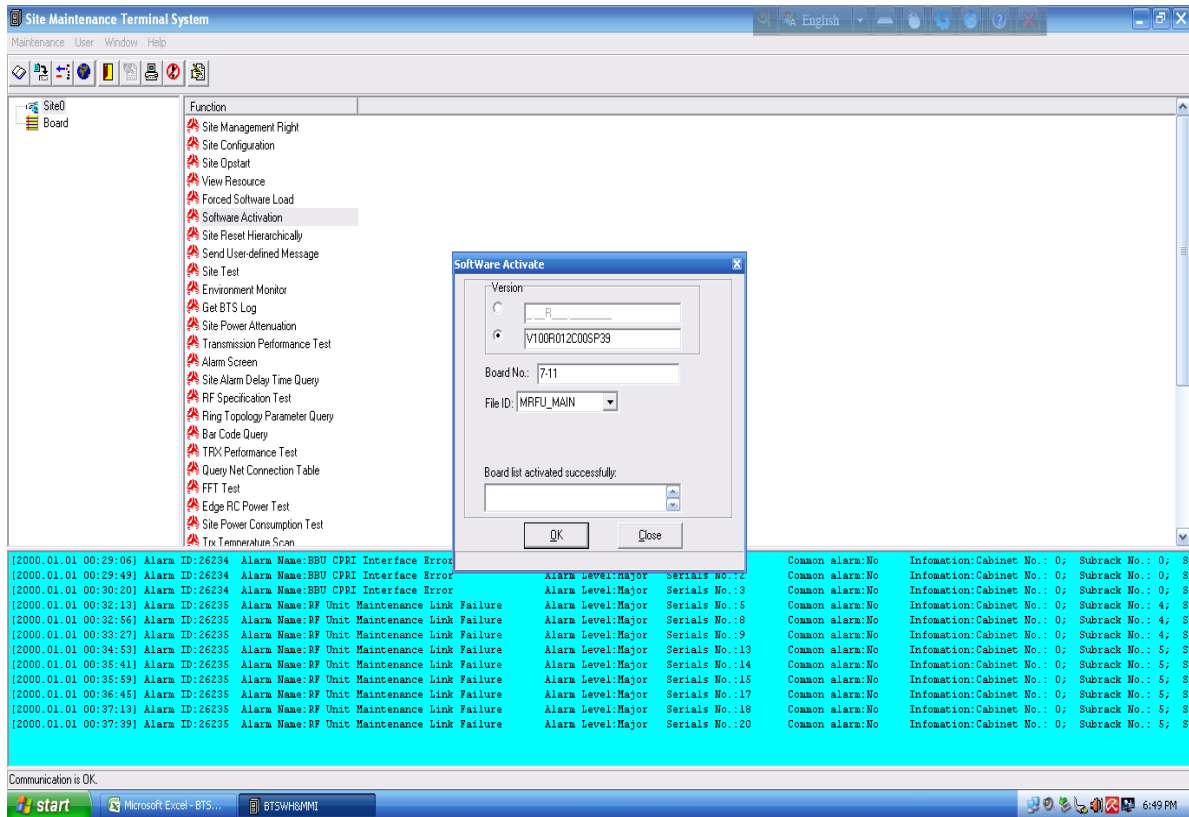 Site Maintenance Terminal System
English
Maintenance User Window Help
Site0
Board
Function
Site Management Right
Site Configuration
Site Opstart
View Resource
Forced Software Load
Software Activation
Site Reset Hierarchically
Send User-defined Message
Site Test
Environment Monitor
Get BTS Log
Site Power Attenuation
Transmission Performance Test
Alarm Screen
Site Alarm Delay Time Query
RF Specification Test
Ring Topology Parameter Query
Bar Code Query
TRX Performance Test
Query Net Connection Table
FFT Test
Edge RC Power Test
Site Power Consumption Test
Trx Temperature Scan
SoftWare Activate
Version
_.__R___.________
V100R012C00SP39
Board No.: 7-11
File ID: MRFU_MAIN
Board list activated successfully:
OK Close
[2000.01.01 00:29:06] Alarm ID:26234 Alarm Name:BBU CPRI Interface Error Common alarm:No Infomation:Cabinet No.: 0; Subrack No.: 0; S
[2000.01.01 00:29:49] Alarm ID:26234 Alarm Name:BBU CPRI Interface Error Alarm Level:Major Serials No.:2 Common alarm:No Infomation:Cabinet No.: 0; Subrack No.: 0; S
[2000.01.01 00:30:20] Alarm ID:26234 Alarm Name:BBU CPRI Interface Error Alarm Level:Major Serials No.:3 Common alarm:No Infomation:Cabinet No.: 0; Subrack No.: 0; S
[2000.01.01 00:32:13] Alarm ID:26235 Alarm Name:RF Unit Maintenance Link Failure Alarm Level:Major Serials No.:5 Common alarm:No Infomation:Cabinet No.: 0; Subrack No.: 4; S
[2000.01.01 00:32:56] Alarm ID:26235 Alarm Name:RF Unit Maintenance Link Failure Alarm Level:Major Serials No.:8 Common alarm:No Infomation:Cabinet No.: 0; Subrack No.: 4; S
[2000.01.01 00:33:27] Alarm ID:26235 Alarm Name:RF Unit Maintenance Link Failure Alarm Level:Major Serials No.:9 Common alarm:No Infomation:Cabinet No.: 0; Subrack No.: 4; S
[2000.01.01 00:34:53] Alarm ID:26235 Alarm Name:RF Unit Maintenance Link Failure Alarm Level:Major Serials No.:13 Common alarm:No Infomation:Cabinet No.: 0; Subrack No.: 5; S
[2000.01.01 00:35:41] Alarm ID:26235 Alarm Name:RF Unit Maintenance Link Failure Alarm Level:Major Serials No.:14 Common alarm:No Infomation:Cabinet No.: 0; Subrack No.: 5; S
[2000.01.01 00:35:59] Alarm ID:26235 Alarm Name:RF Unit Maintenance Link Failure Alarm Level:Major Serials No.:15 Common alarm:No Infomation:Cabinet No.: 0; Subrack No.: 5; S
[2000.01.01 00:36:45] Alarm ID:26235 Alarm Name:RF Unit Maintenance Link Failure Alarm Level:Major Serials No.:17 Common alarm:No Infomation:Cabinet No.: 0; Subrack No.: 5; S
[2000.01.01 00:37:13] Alarm ID:26235 Alarm Name:RF Unit Maintenance Link Failure Alarm Level:Major Serials No.:18 Common alarm:No Infomation:Cabinet No.: 0; Subrack No.: 5; S
[2000.01.01 00:37:39] Alarm ID:26235 Alarm Name:RF Unit Maintenance Link Failure Alarm Level:Major Serials No.:20 Common alarm:No Infomation:Cabinet No.: 0; Subrack No.: 5; S
Communication is OK.
start Microsoft Excel - BTS... BTSWH&MMI 6:49 PM